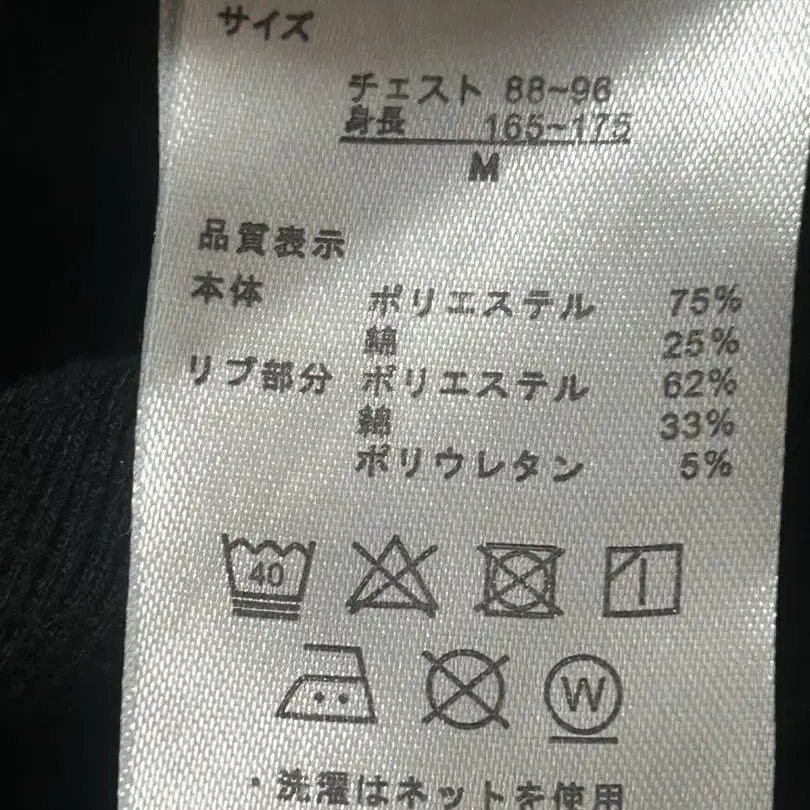 サイズ
チェスト 88~96
身長 165~175
M
品質表示
本体 ポリエステル 75%
綿 25%
リブ部分 ポリエステル 62%
綿 33%
ポリウレタン 5%
40
W
・洗濯はネットを使用